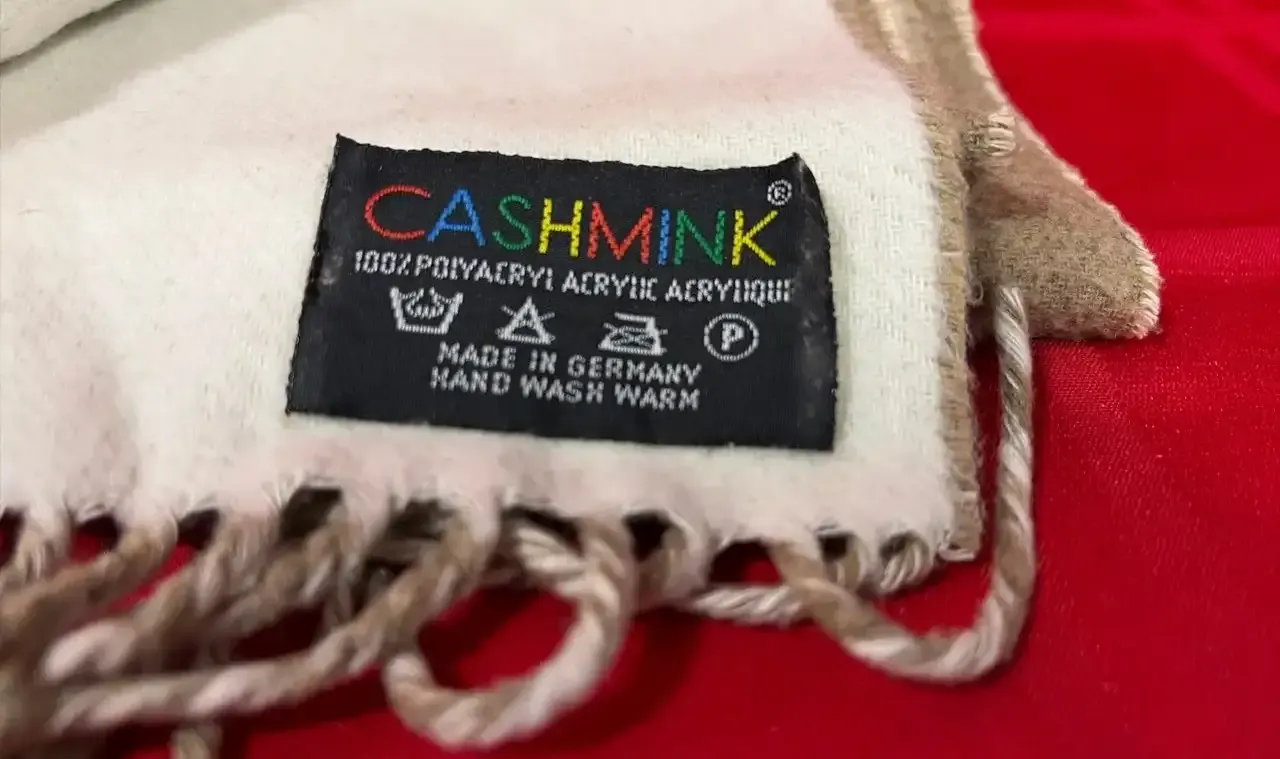 CASHMINK®
100% POLYACRYL ACRYLIC ACRYLIQUE
P
MADE IN GERMANY
HAND WASH WARM